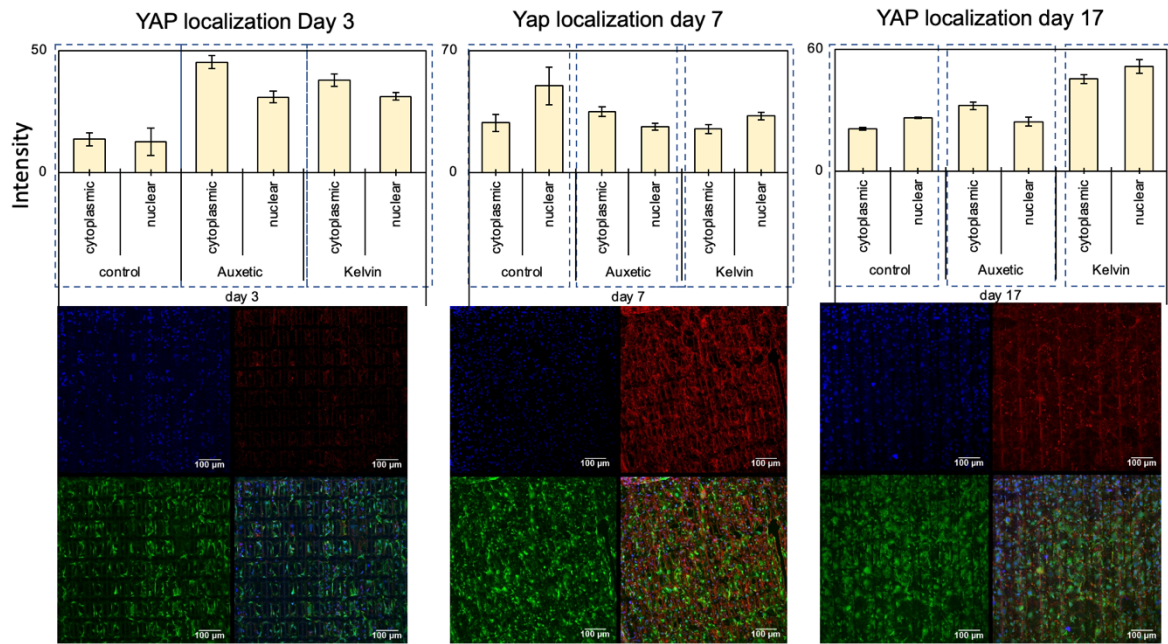 YAP localization Day 3
Yap localization day 7
YAP localization day 17
Intensity
50
0
cytoplasmic
nuclear
cytoplasmic
nuclear
cytoplasmic
nuclear
control
Auxetic
Kelvin
day 3
70
0
cytoplasmic
nuclear
cytoplasmic
nuclear
cytoplasmic
nuclear
control
Auxetic
Kelvin
day 7
60
0
cytoplasmic
nuclear
cytoplasmic
nuclear
cytoplasmic
nuclear
control
Auxetic
Kelvin
day 17
100 µm
100 µm
100 µm
100 µm
100 µm
100 µm
100 µm
100 µm
100 µm
100 µm
100 µm
100 µm